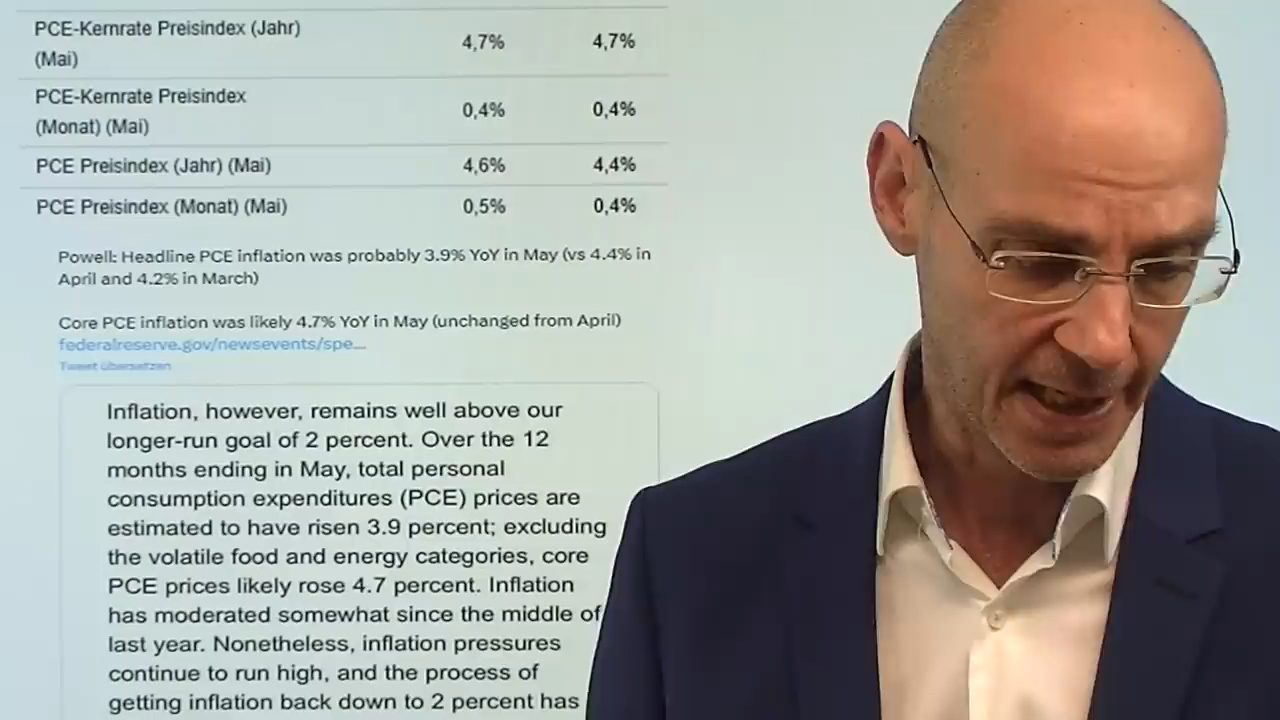 PCE-Kernrate Preisindex (Jahr)
(Mai)
4,7% 4,7%
PCE-Kernrate Preisindex
(Monat) (Mai)
0,4% 0,4%
PCE Preisindex (Jahr) (Mai) 4,6% 4,4%
PCE Preisindex (Monat) (Mai) 0,5% 0,4%
Powell: Headline PCE inflation was probably 3.9% YoY in May (vs 4.4% in
April and 4.2% in March)
Core PCE inflation was likely 4.7% YoY in May (unchanged from April)
federalreserve.gov/newsevents/spe...
Tweet übersetzen
Inflation, however, remains well above our
longer-run goal of 2 percent. Over the 12
months ending in May, total personal
consumption expenditures (PCE) prices are
estimated to have risen 3.9 percent; excluding
the volatile food and energy categories, core
PCE prices likely rose 4.7 percent. Inflation
has moderated somewhat since the middle of
last year. Nonetheless, inflation pressures
continue to run high, and the process of
getting inflation back down to 2 percent has